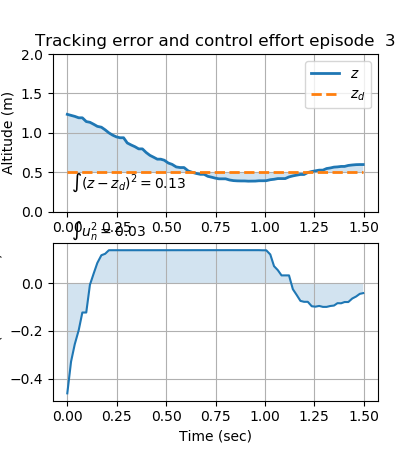 Tracking error and control effort episode 3
2.0
1.5
1.0
0.5
0.0
Altitude (m)
z
z_d
∫(z − z_d)² = 0.13
0.00 0.25 0.50 0.75 1.00 1.25 1.50
∫u_n² = 0.03
0.0
−0.2
−0.4
0.00 0.25 0.50 0.75 1.00 1.25 1.50
Time (sec)